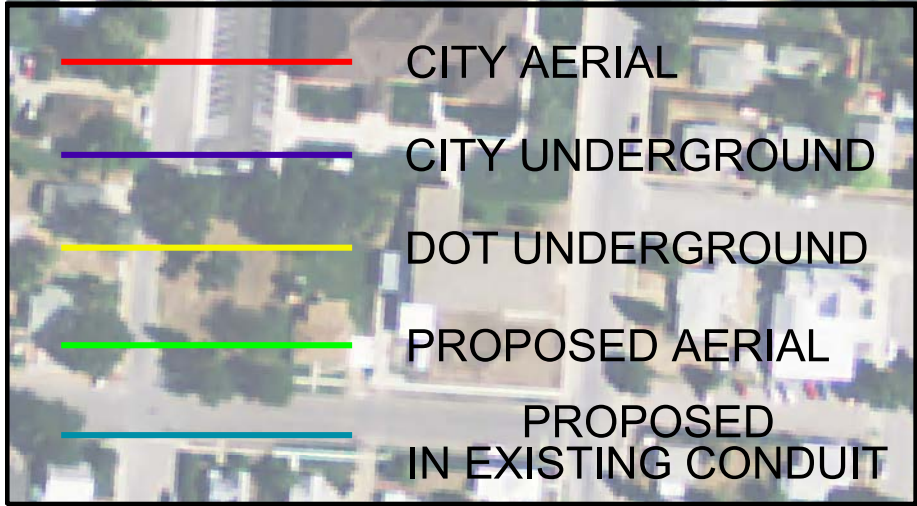 CITY AERIAL
CITY UNDERGROUND
DOT UNDERGROUND
PROPOSED AERIAL
PROPOSED
IN EXISTING CONDUIT